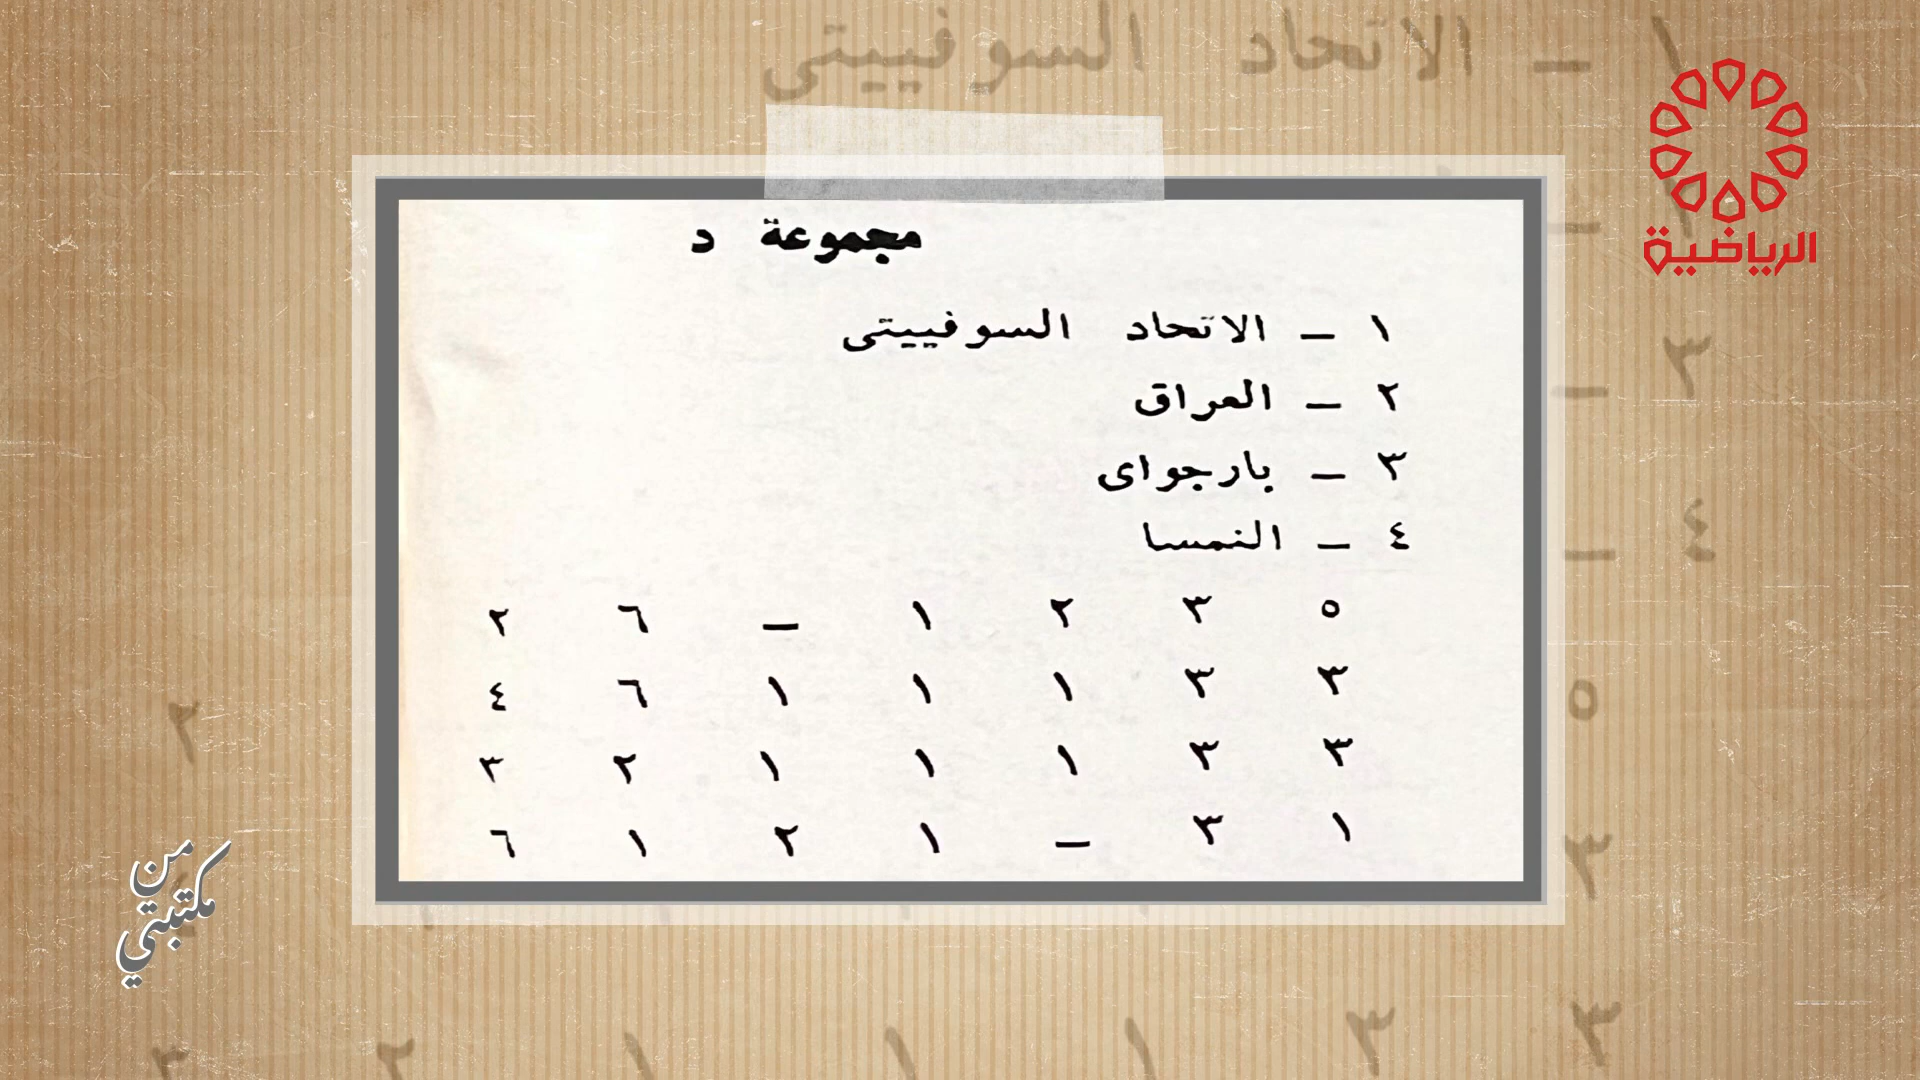 الاتحاد السوفييتى
الرياضية
مجموعة د
١ – الاتحاد السوفييتى
٢ – العراق
٣ – بارجواى
٤ – النمسا
٥ ٣ ٢ ١ – ٦ ٢
٣ ٣ ١ ١ ١ ٦ ٤
٣ ٣ ١ ١ ١ ٢ ٣
١ ٣ – ١ ٢ ١ ٦
من
مكتبتي